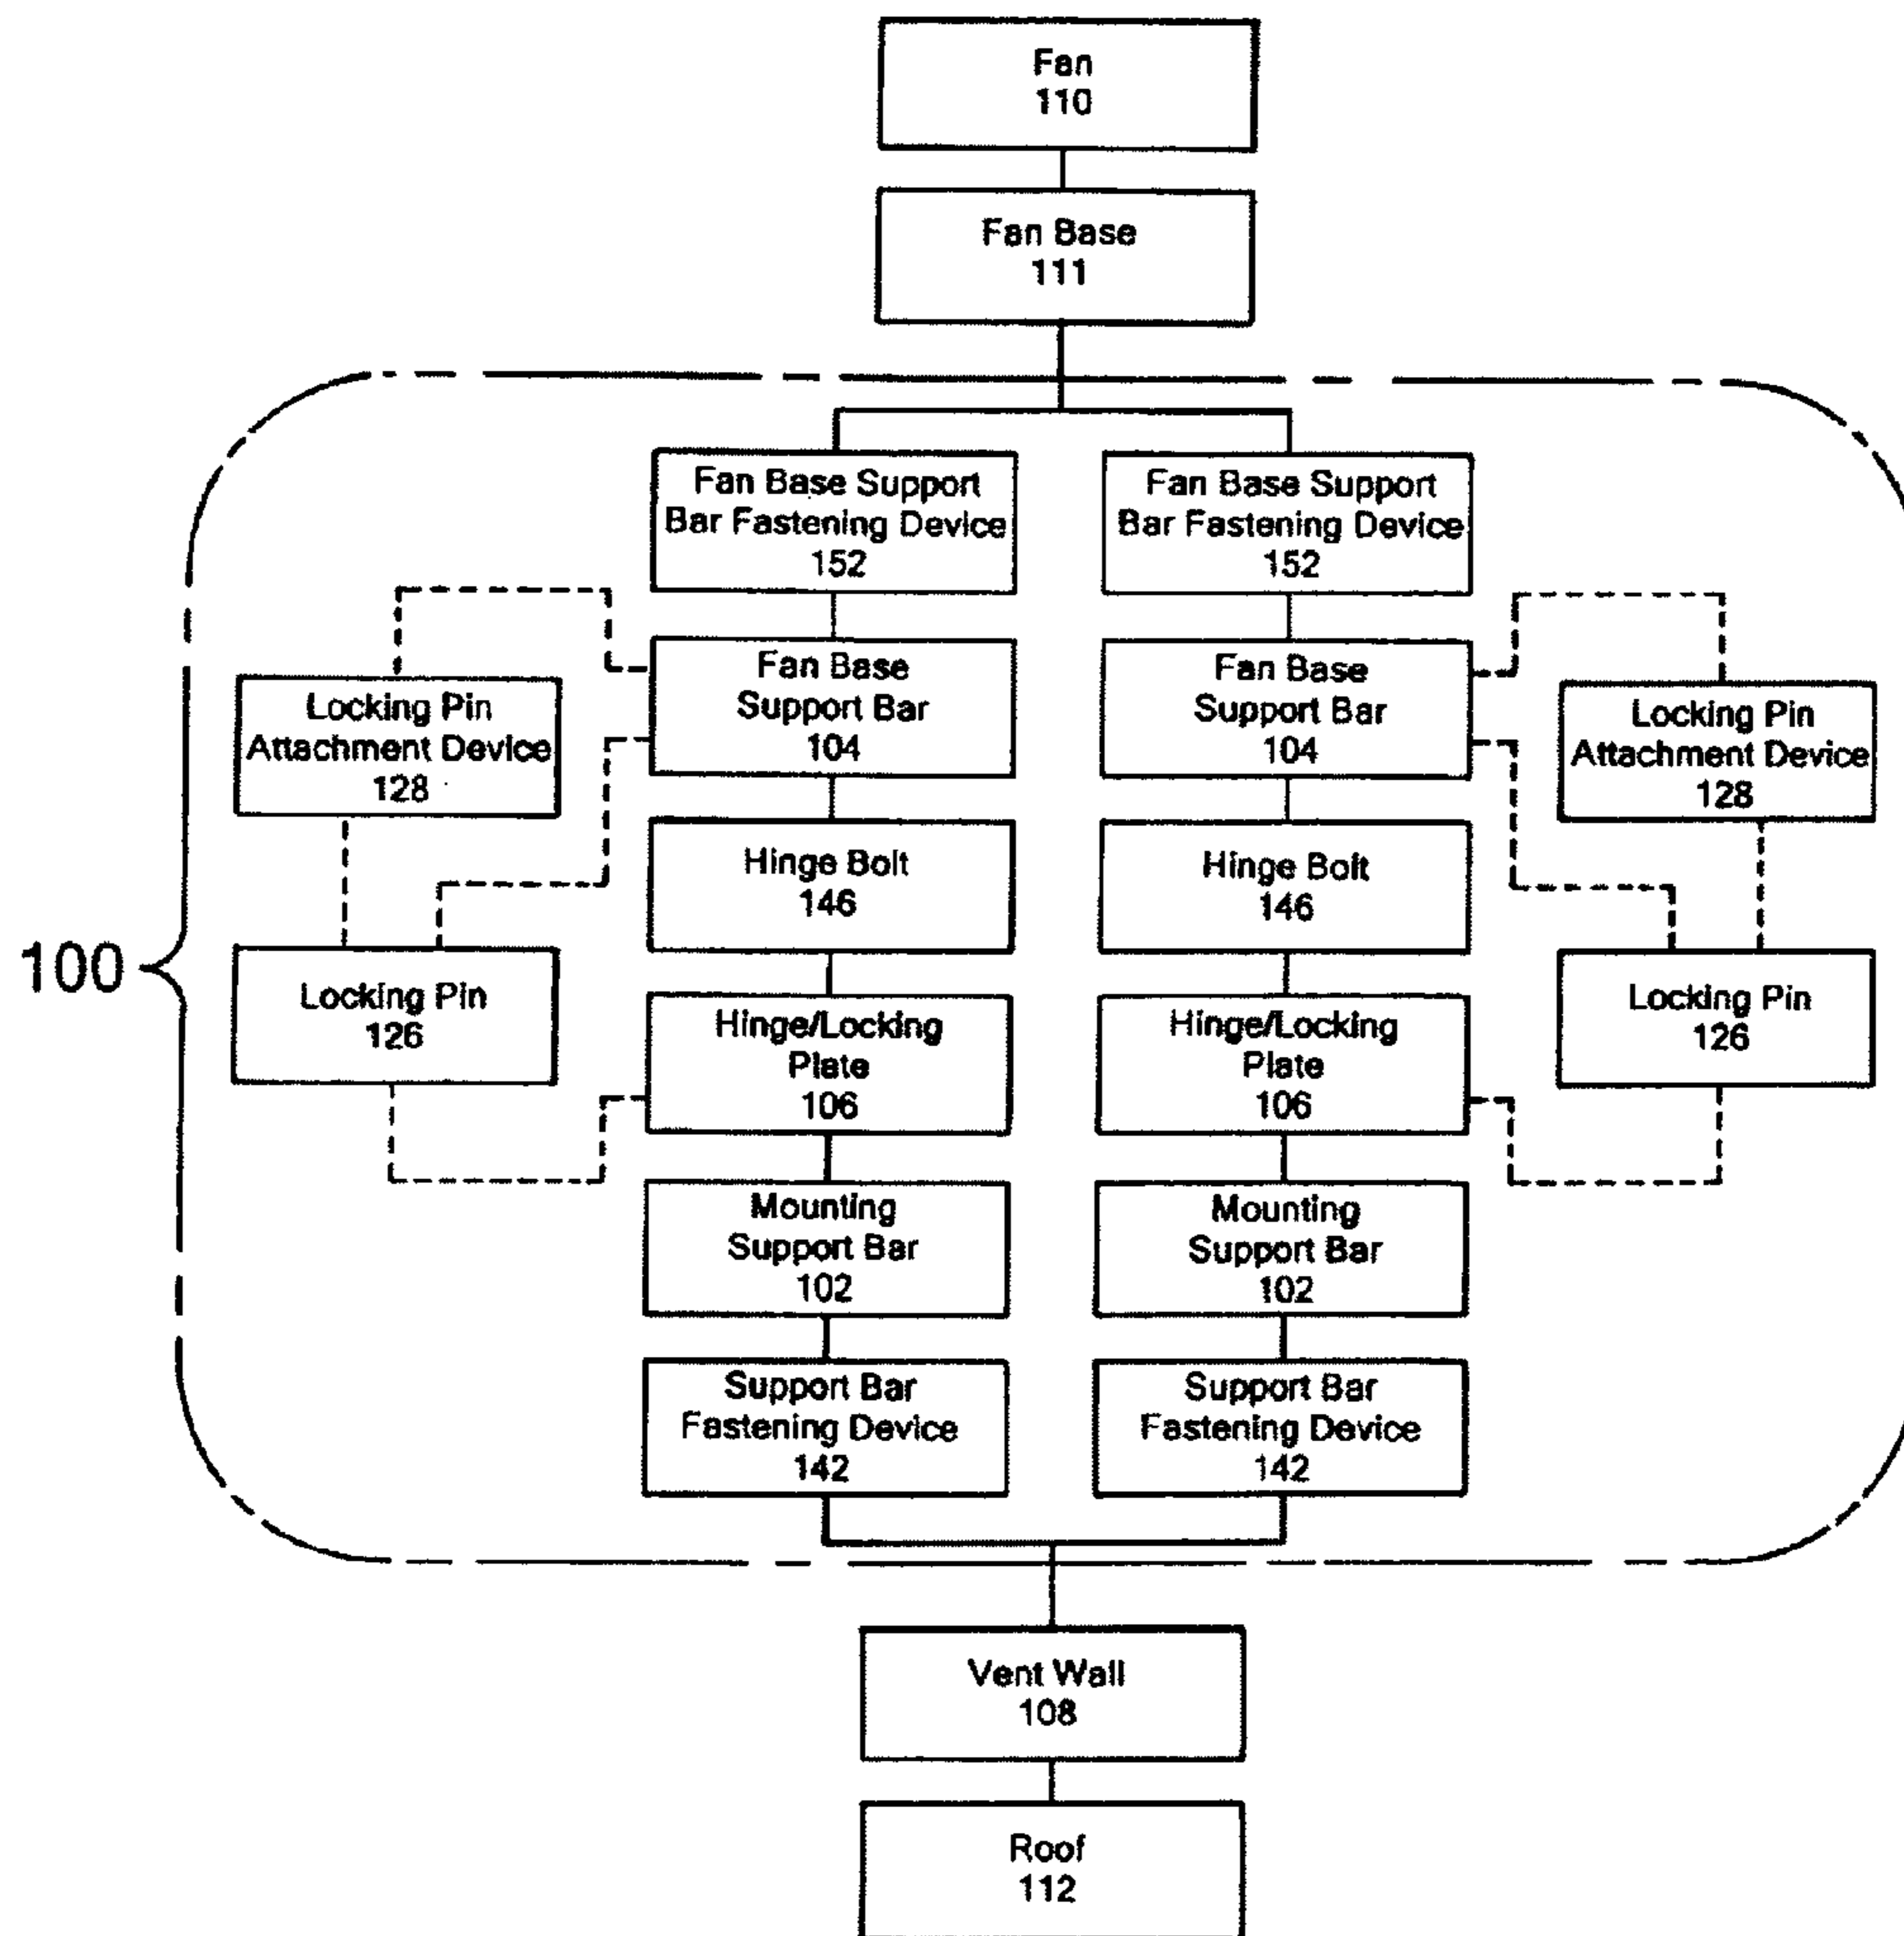 Fan
110
Fan Base
111
Fan Base Support
Bar Fastening Device
152
Fan Base Support
Bar Fastening Device
152
Locking Pin
Attachment Device
128
Fan Base
Support Bar
104
Fan Base
Support Bar
104
Locking Pin
Attachment Device
128
Hinge Bolt
146
Hinge Bolt
146
100
Locking Pin
126
Hinge/Locking
Plate
106
Hinge/Locking
Plate
106
Locking Pin
126
Mounting
Support Bar
102
Mounting
Support Bar
102
Support Bar
Fastening Device
142
Support Bar
Fastening Device
142
Vent Wall
108
Roof
112